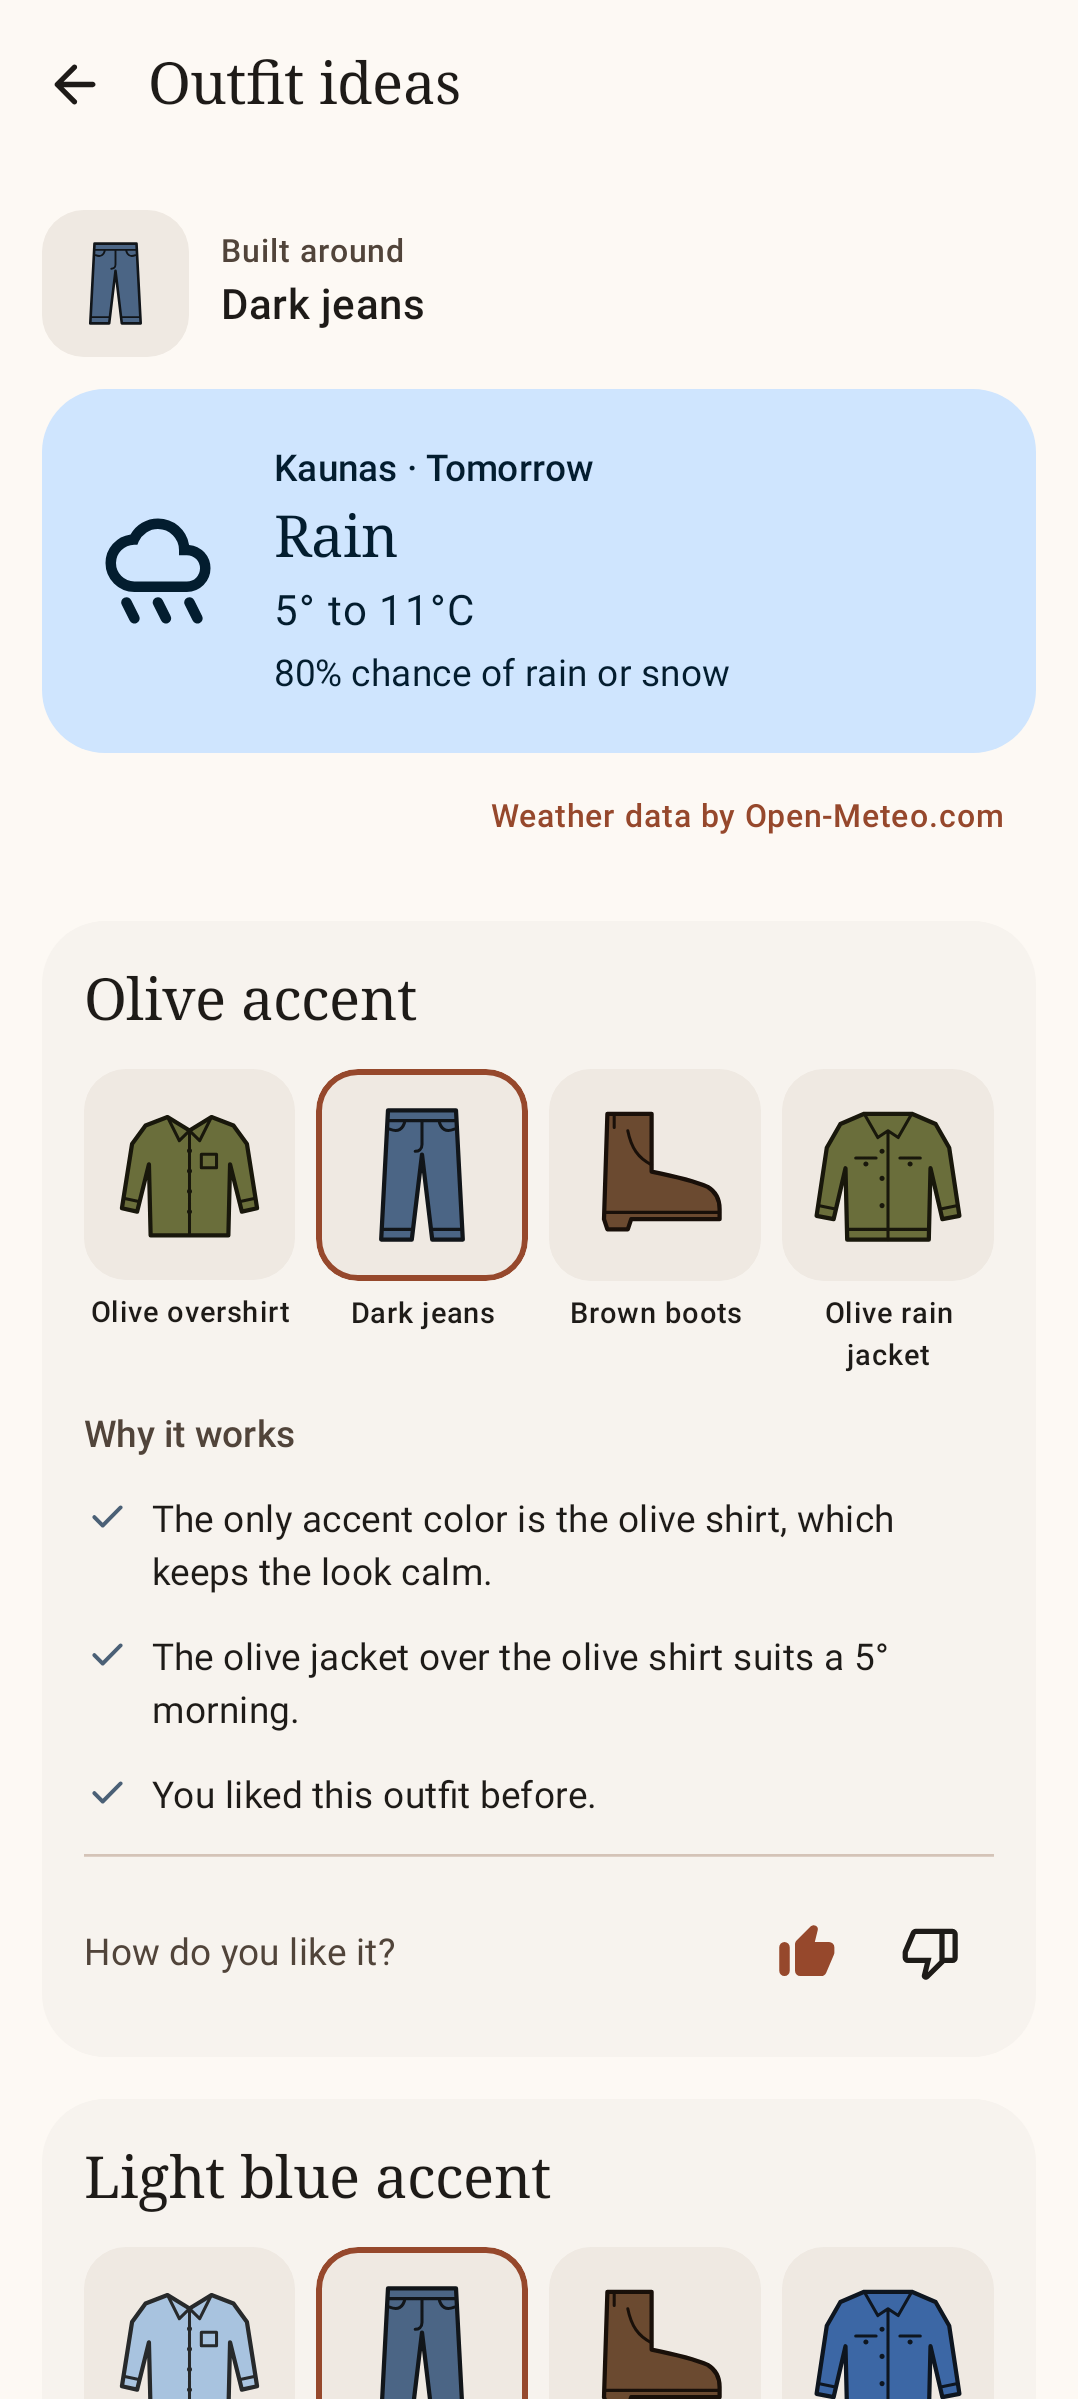 Outfit ideas
Built around
Dark jeans
Kaunas · Tomorrow
Rain
5° to 11°C
80% chance of rain or snow
Weather data by Open-Meteo.com
Olive accent
Olive overshirt
Dark jeans
Brown boots
Olive rain
jacket
Why it works
The only accent color is the olive shirt, which
keeps the look calm.
The olive jacket over the olive shirt suits a 5°
morning.
You liked this outfit before.
How do you like it?
Light blue accent